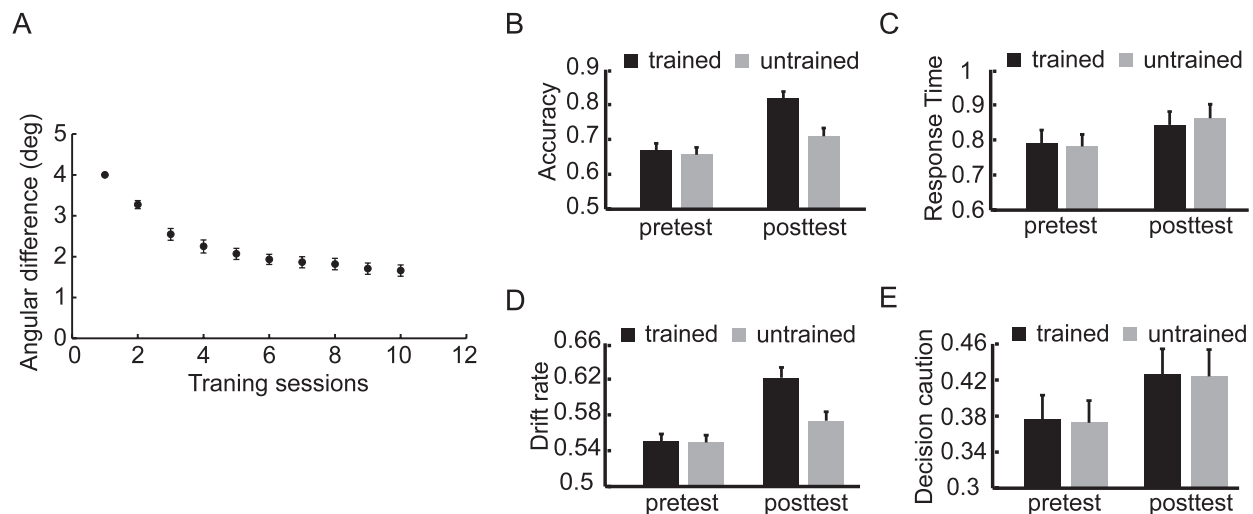 A
Angular difference (deg)
5
4
3
2
1
0
0 2 4 6 8 10 12
Traning sessions
B
trained untrained
Accuracy
0.9
0.8
0.7
0.6
0.5
pretest posttest
C
trained untrained
Response Time
1
0.9
0.8
0.7
0.6
pretest posttest
D
trained untrained
Drift rate
0.66
0.62
0.58
0.54
0.5
pretest posttest
E
trained untrained
Decision caution
0.46
0.42
0.38
0.34
0.3
pretest posttest